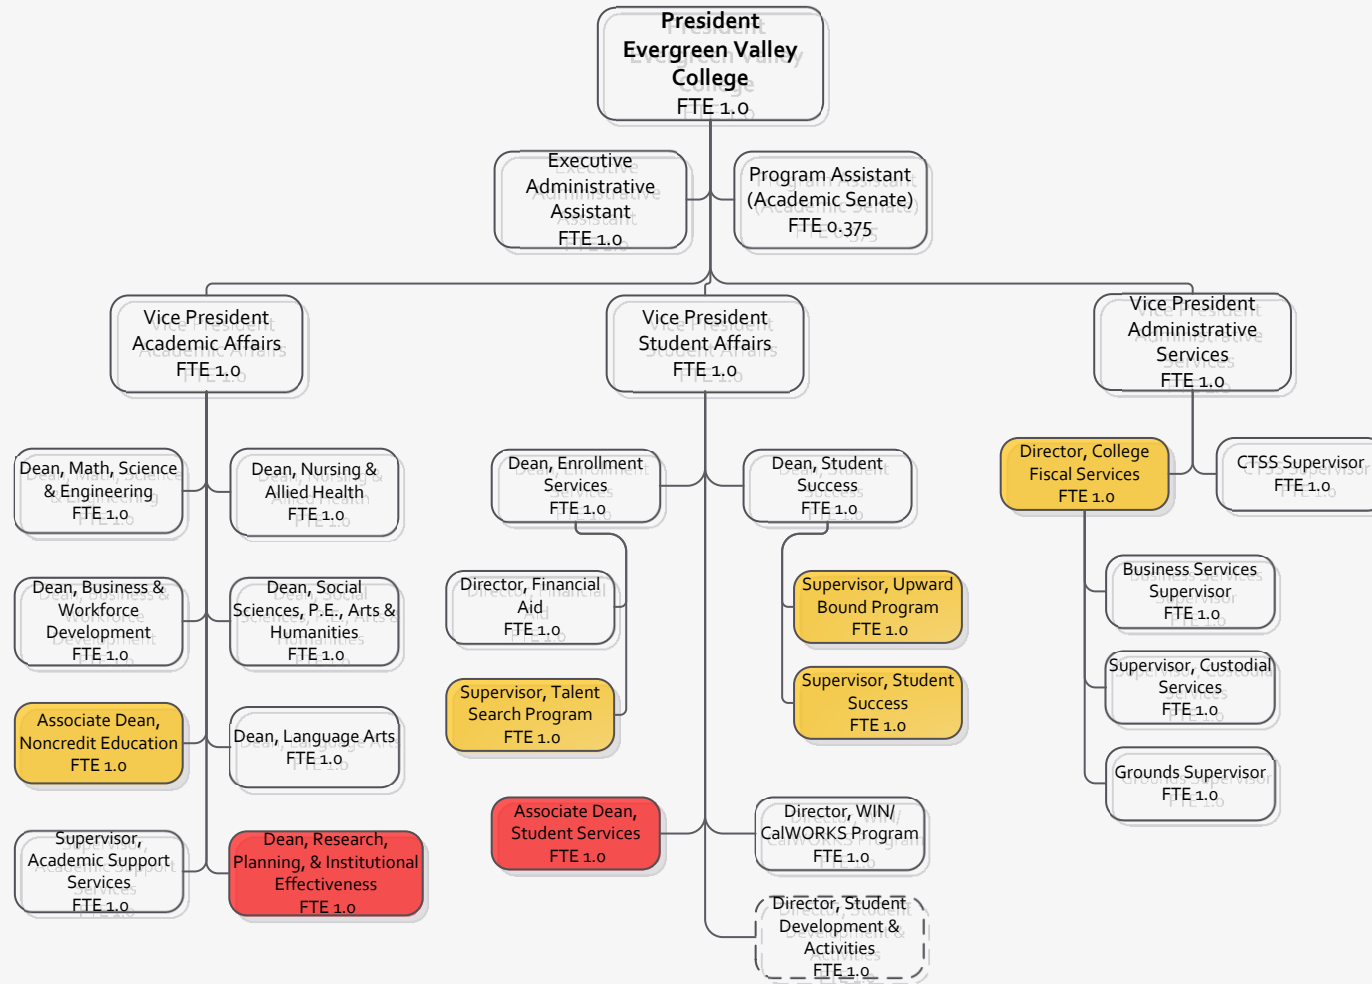 President
Evergreen Valley
College
FTE 1.0
Executive
Administrative
Assistant
FTE 1.0
Program Assistant
(Academic Senate)
FTE 0.375
Vice President
Academic Affairs
FTE 1.0
Vice President
Student Affairs
FTE 1.0
Vice President
Administrative
Services
FTE 1.0
Dean, Math, Science
& Engineering
FTE 1.0
Dean, Nursing &
Allied Health
FTE 1.0
Dean, Business &
Workforce
Development
FTE 1.0
Dean, Social
Sciences, P.E., Arts &
Humanities
FTE 1.0
Associate Dean,
Noncredit Education
FTE 1.0
Dean, Language Arts
FTE 1.0
Supervisor,
Academic Support
Services
FTE 1.0
Dean, Research,
Planning, & Institutional
Effectiveness
FTE 1.0
Dean, Enrollment
Services
FTE 1.0
Dean, Student
Success
FTE 1.0
Director, Financial
Aid
FTE 1.0
Supervisor, Talent
Search Program
FTE 1.0
Supervisor, Upward
Bound Program
FTE 1.0
Supervisor, Student
Success
FTE 1.0
Associate Dean,
Student Services
FTE 1.0
Director, WIN/
CalWORKS Program
FTE 1.0
Director, Student
Development &
Activities
FTE 1.0
Director, College
Fiscal Services
FTE 1.0
CTSS Supervisor
FTE 1.0
Business Services
Supervisor
FTE 1.0
Supervisor, Custodial
Services
FTE 1.0
Grounds Supervisor
FTE 1.0